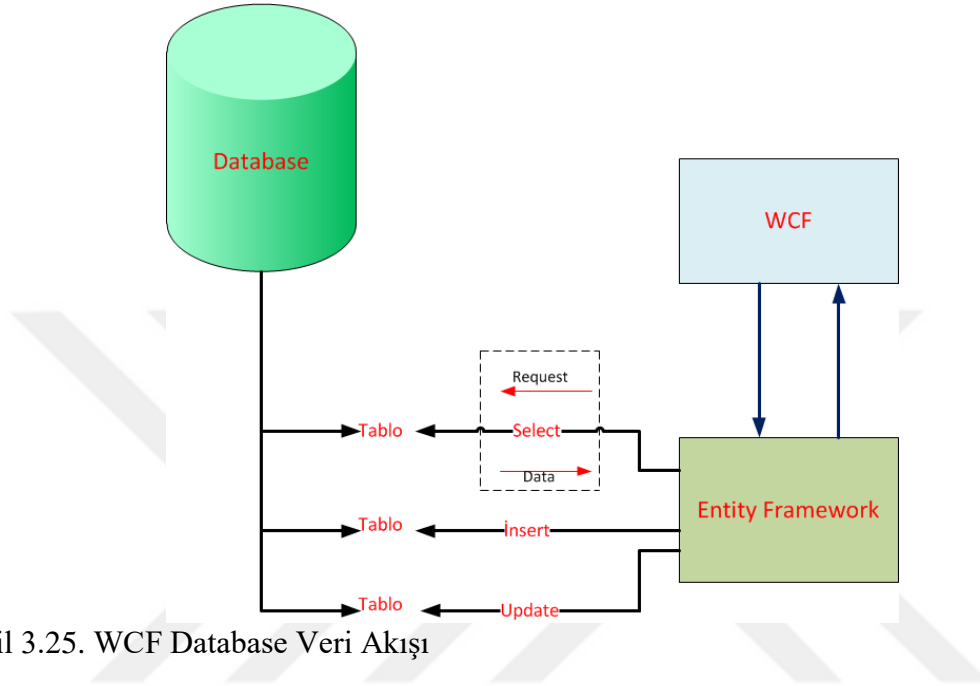 Database
WCF
Request
Tablo
Select
Data
Entity Framework
Tablo
İnsert
Tablo
Update
il 3.25. WCF Database Veri Akışı